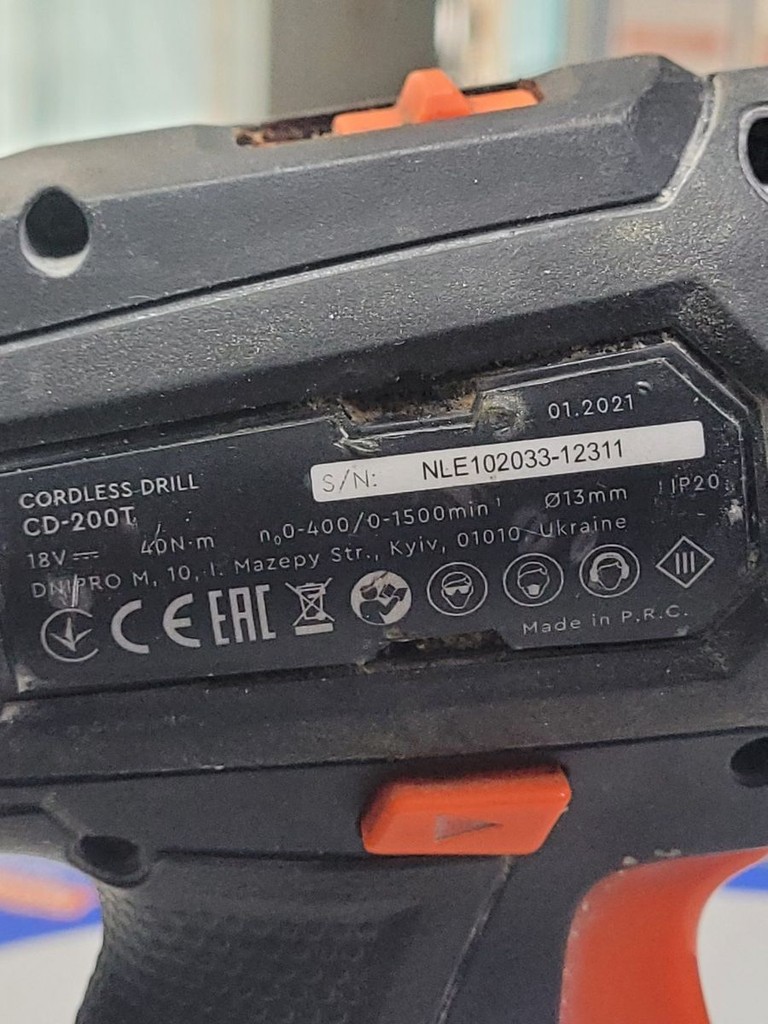 01.2021
S/N: NLE102033-12311
CORDLESS DRILL
CD-200T
18V⎓ 40N·m n₀0-400/0-1500min⁻¹ Ø13mm IP20
DNIPRO M, 10, I. Mazepy Str., Kyiv, 01010, Ukraine
CE EAC
Made in P.R.C.